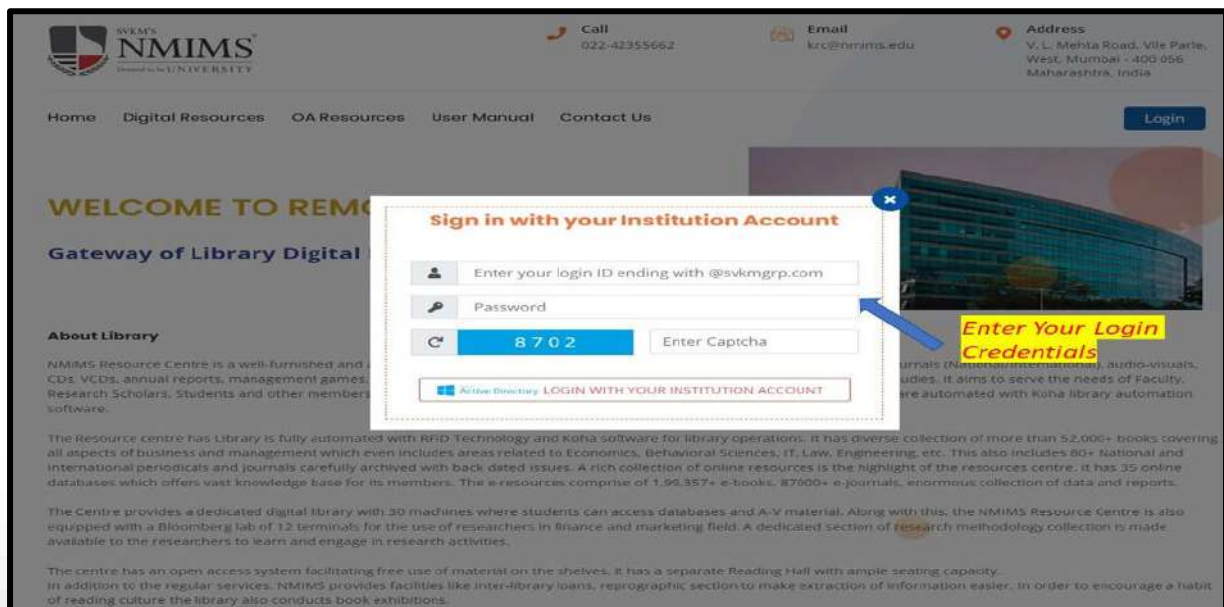 SVKM'S
NMIMS
Deemed to be UNIVERSITY
Call
022-42355662
Email
krc@nmims.edu
Address
V. L. Mehta Road, Vile Parle,
West, Mumbai - 400 056
Maharashtra, India
Home Digital Resources OA Resources User Manual Contact Us
Login
WELCOME TO REMO
Gateway of Library Digital
Sign in with your Institution Account
Enter your login ID ending with @svkmgrp.com
Password
8702 Enter Captcha
Active Directory LOGIN WITH YOUR INSTITUTION ACCOUNT
Enter Your Login
Credentials
About Library
NMIMS Resource Centre is a well-furnished and urnals (National/International), audio-visuals,
CDs, VCDs, annual reports, management games, udies. It aims to serve the needs of Faculty,
Research Scholars, Students and other members are automated with Koha library automation
software.
The Resource centre has Library is fully automated with RFID Technology and Koha software for library operations. It has diverse collection of more than 52,000+ books covering
all aspects of business and management which even includes areas related to Economics, Behavioral Sciences, IT, Law, Engineering, etc. This also includes 80+ National and
International periodicals and journals carefully archived with back dated issues. A rich collection of online resources is the highlight of the resources centre. It has 35 online
databases which offers vast knowledge base for its members. The e-resources comprise of 1,99,357+ e-books, 87000+ e-journals, enormous collection of data and reports.
The Centre provides a dedicated digital library with 30 machines where students can access databases and A-V material. Along with this, the NMIMS Resource Centre is also
equipped with a Bloomberg lab of 12 terminals for the use of researchers in finance and marketing field. A dedicated section of research methodology collection is made
available to the researchers to learn and engage in research activities.
The centre has an open access system facilitating free use of material on the shelves. It has a separate Reading Hall with ample seating capacity.
In addition to the regular services, NMIMS provides facilities like inter-library loans, reprographic section to make extraction of information easier. In order to encourage a habit
of reading culture the library also conducts book exhibitions.